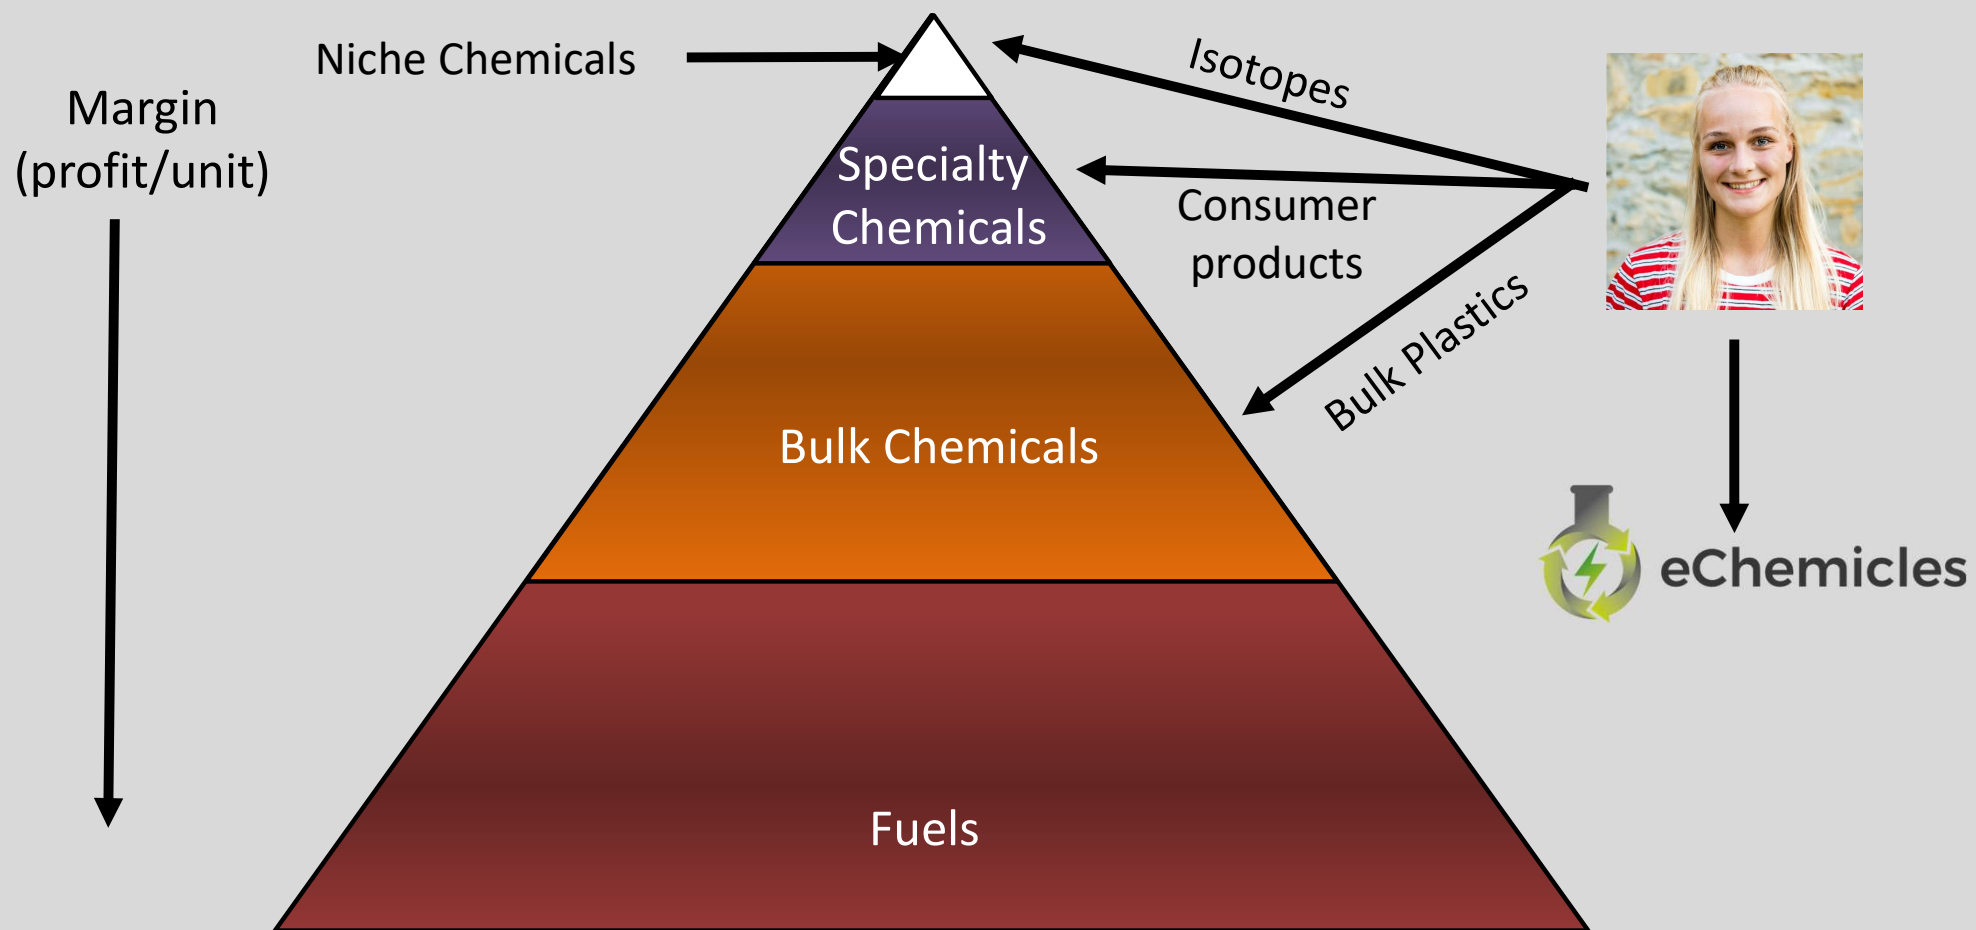 Niche Chemicals
Margin
(profit/unit)
Isotopes
Specialty
Chemicals
Consumer
products
Bulk Plastics
Bulk Chemicals
eChemicles
Fuels